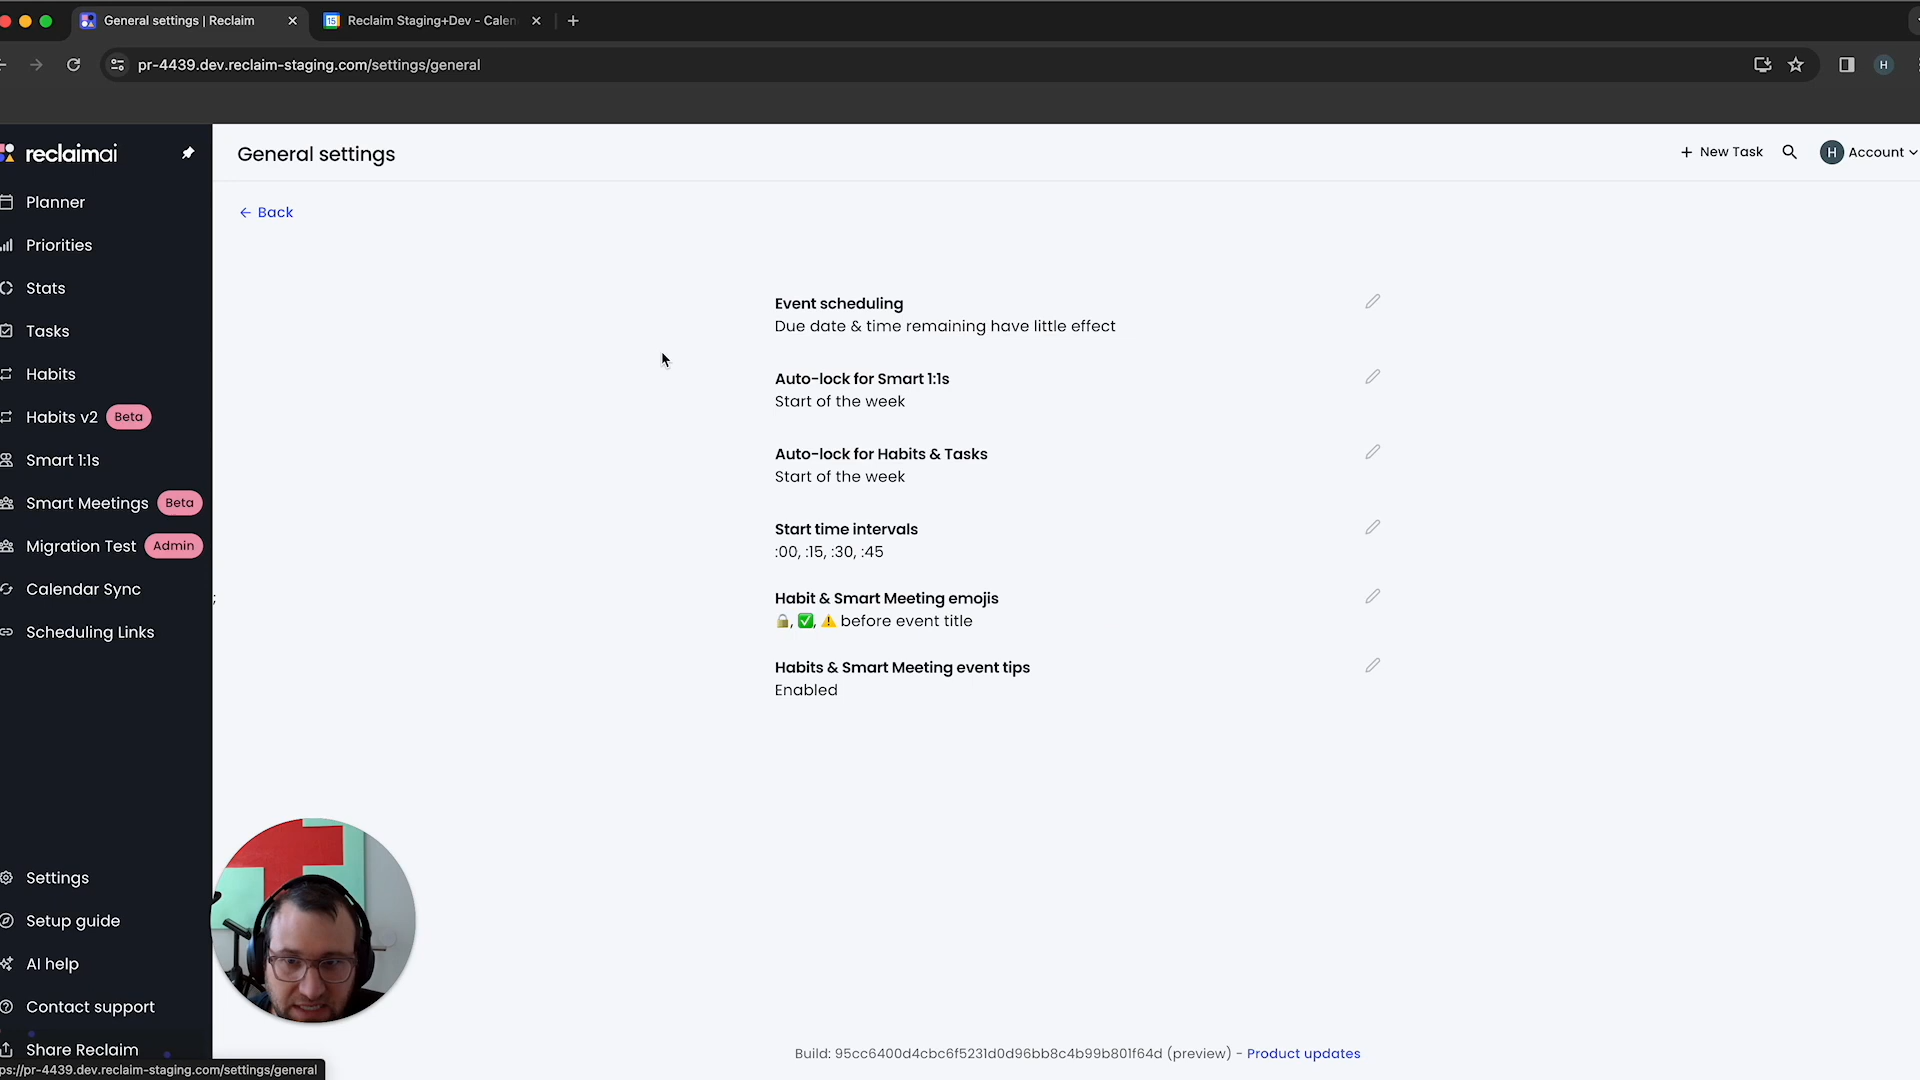 General settings | Reclaim
Reclaim Staging+Dev - Calen
pr-4439.dev.reclaim-staging.com/settings/general
H
reclaimai
General settings
New Task
H
Account
Planner
Priorities
Stats
Tasks
Habits
Habits v2 Beta
Smart 1:1s
Smart Meetings Beta
Migration Test Admin
Calendar Sync
Scheduling Links
← Back
Event scheduling
Due date & time remaining have little effect
Auto-lock for Smart 1:1s
Start of the week
Auto-lock for Habits & Tasks
Start of the week
Start time intervals
:00, :15, :30, :45
;
Habit & Smart Meeting emojis
🔒, ✅, ⚠️ before event title
Habits & Smart Meeting event tips
Enabled
Settings
Setup guide
AI help
Contact support
Share Reclaim
Build: 95cc6400d4cbc6f5231d0d96bb8c4b99b801f64d (preview) - Product updates
ps://pr-4439.dev.reclaim-staging.com/settings/general